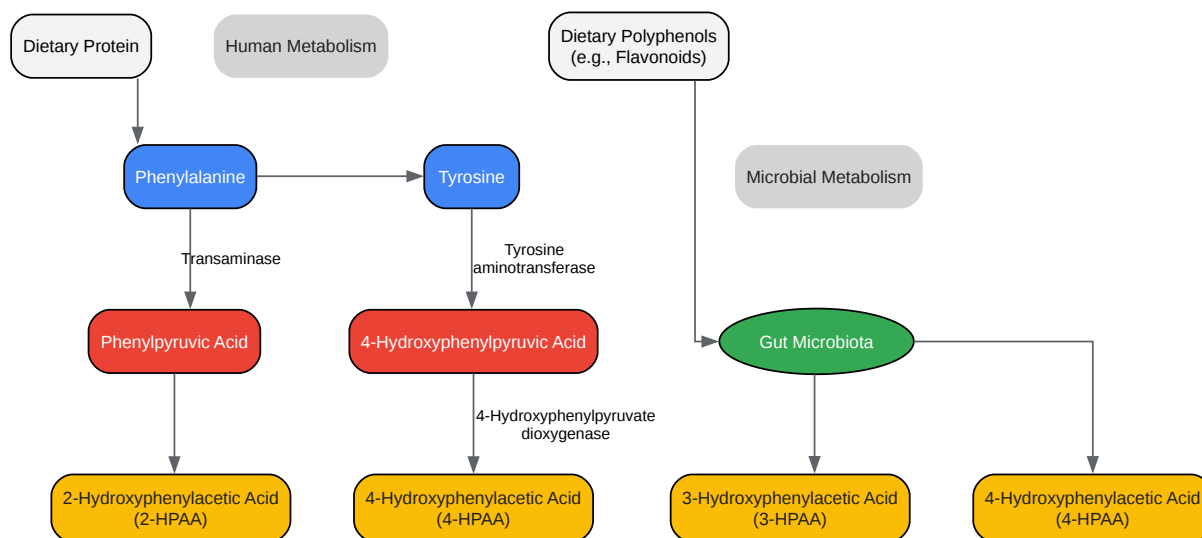 Dietary Protein
Human Metabolism
Dietary Polyphenols
(e.g., Flavonoids)
Phenylalanine
Tyrosine
Microbial Metabolism
Transaminase
Tyrosine
aminotransferase
Phenylpyruvic Acid
4-Hydroxyphenylpyruvic Acid
Gut Microbiota
4-Hydroxyphenylpyruvate
dioxygenase
2-Hydroxyphenylacetic Acid
(2-HPAA)
4-Hydroxyphenylacetic Acid
(4-HPAA)
3-Hydroxyphenylacetic Acid
(3-HPAA)
4-Hydroxyphenylacetic Acid
(4-HPAA)